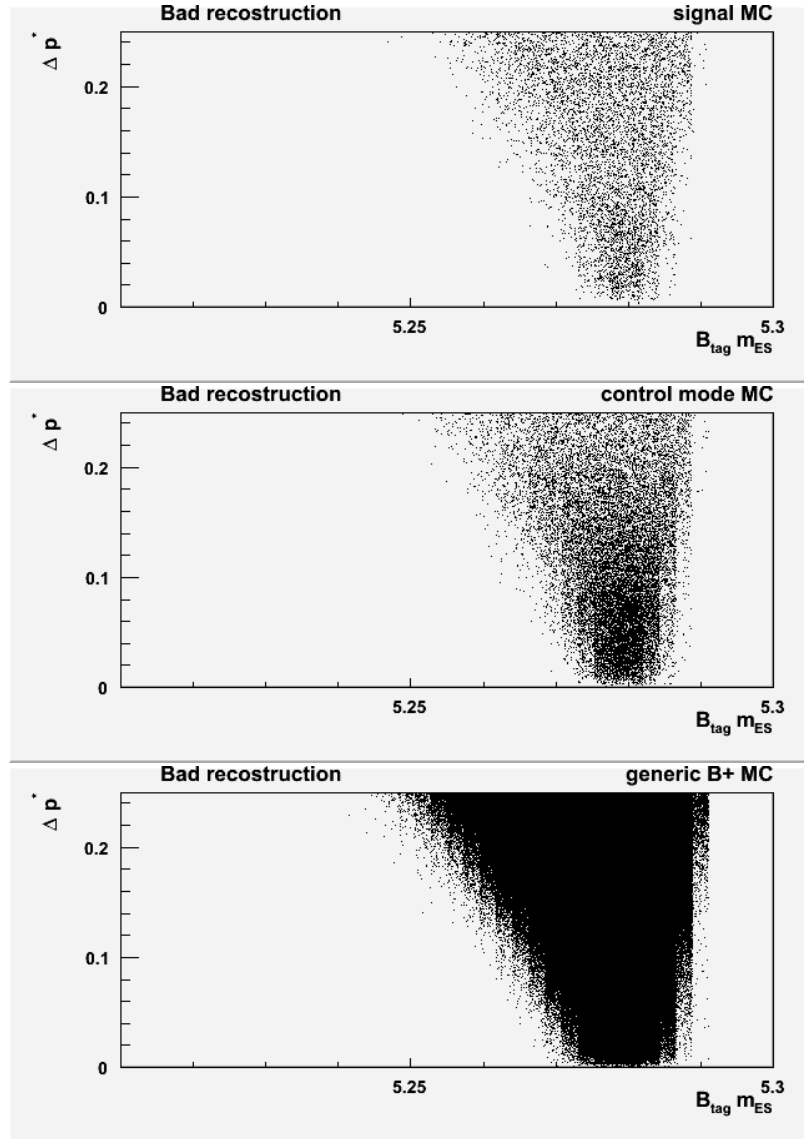 Bad recostruction signal MC
Δ p*
0.2
0.1
0
5.25 5.3
B_tag m_ES
Bad recostruction control mode MC
Δ p*
0.2
0.1
0
5.25 5.3
B_tag m_ES
Bad recostruction generic B+ MC
Δ p*
0.2
0.1
0
5.25 5.3
B_tag m_ES